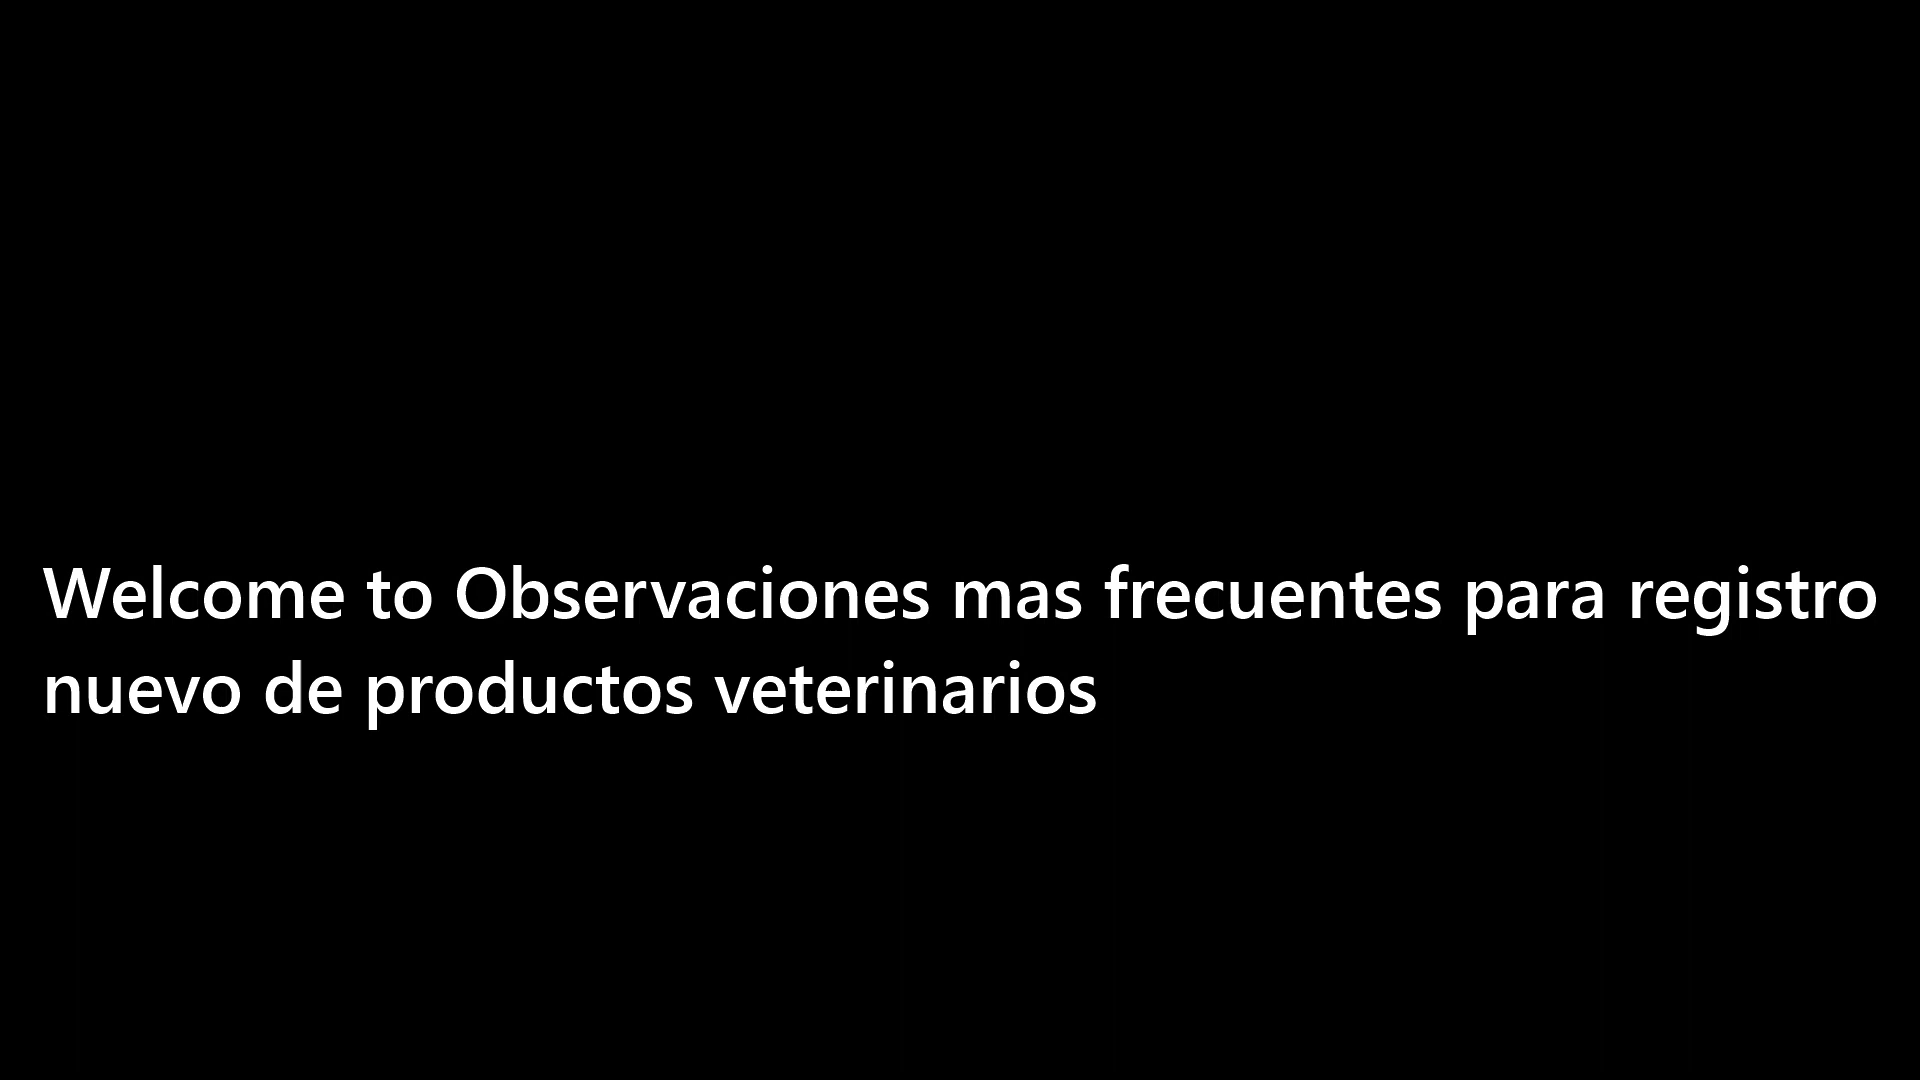 Welcome to Observaciones mas frecuentes para registro
nuevo de productos veterinarios